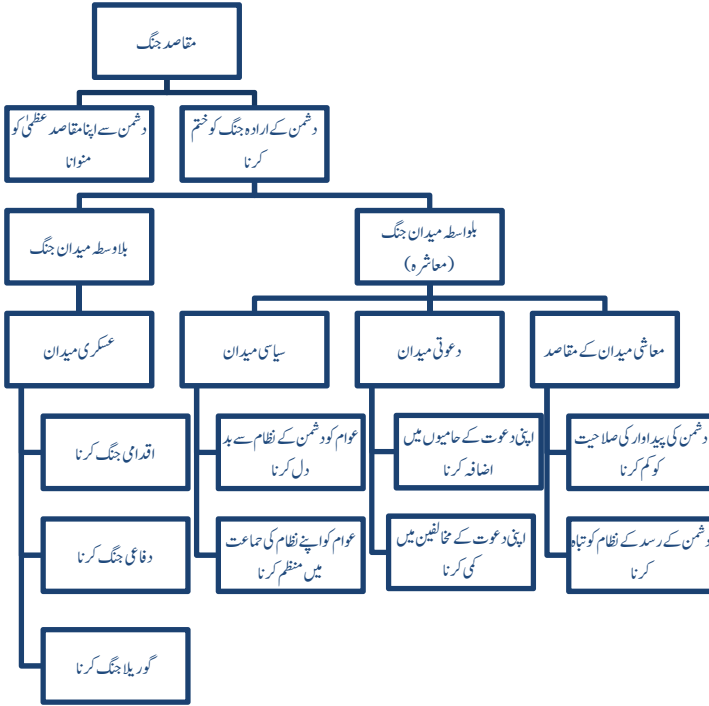 مقاصد جنگ
دشمن کے ارادہ جنگ کو ختم
کرنا
دشمن سے اپنا مقاصد عظمیٰ کو
منوانا
بلواسطہ میدان جنگ
(معاشرہ)
بلاوسطہ میدان جنگ
معاشی میدان کے مقاصد
دعوتی میدان
سیاسی میدان
عسکری میدان
دشمن کی پیداوار کی صلاحیت
کو کم کرنا
اپنی دعوت کے حامیوں میں
اضافہ کرنا
عوام کو دشمن کے نظام سے بد
دل کرنا
اقدامی جنگ کرنا
دشمن کے رسد کے نظام کو تباہ
کرنا
اپنی دعوت کے مخالفین میں
کمی کرنا
عوام کو اپنے نظام کی حماعت
میں منظم کرنا
دفاعی جنگ کرنا
گوریلا جنگ کرنا